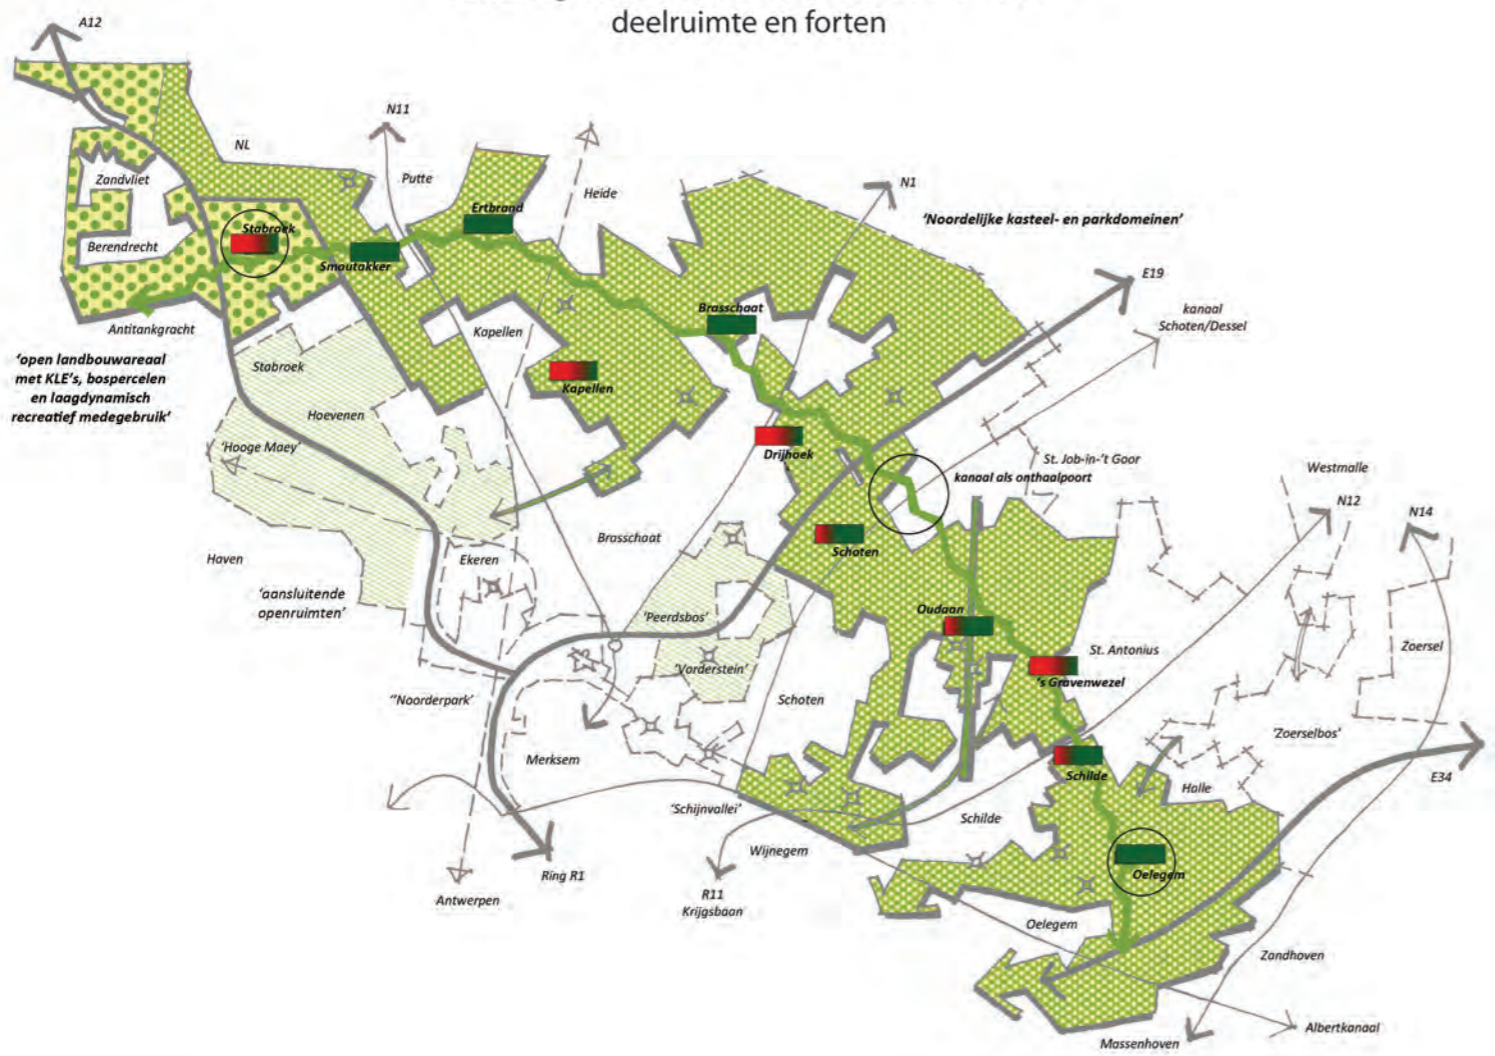 deelruimte en forten
A12
N11
NL
Putte
Heide
Zandvliet
Ertbrand
N1
'Noordelijke kasteel- en parkdomeinen'
Stabroek
Berendrecht
Smoutakker
E19
Antitankgracht
Brasschaat
kanaal
Schoten/Dessel
Kapellen
'open landbouwareaal
met KLE's, bospercelen
en laagdynamisch
recreatief medegebruik'
Stabroek
Kapellen
Hoevenen
'Hooge Maey'
Drijhoek
St. Job-in-'t Goor
kanaal als onthaalpoort
Westmalle
N12
N14
Haven
Ekeren
Brasschaat
Schoten
'aansluitende
openruimten'
'Peerdsbos'
Oudaan
St. Antonius
Zoersel
'Vorderstein'
's Gravenwezel
"Noorderpark'
Schoten
'Zoerselbos'
Merksem
Schilde
Halle
E34
'Schijnvallei'
Schilde
Wijnegem
Ring R1
Oelegem
Antwerpen
R11
Krijgsbaan
Oelegem
Zandhoven
Albertkanaal
Massenhoven